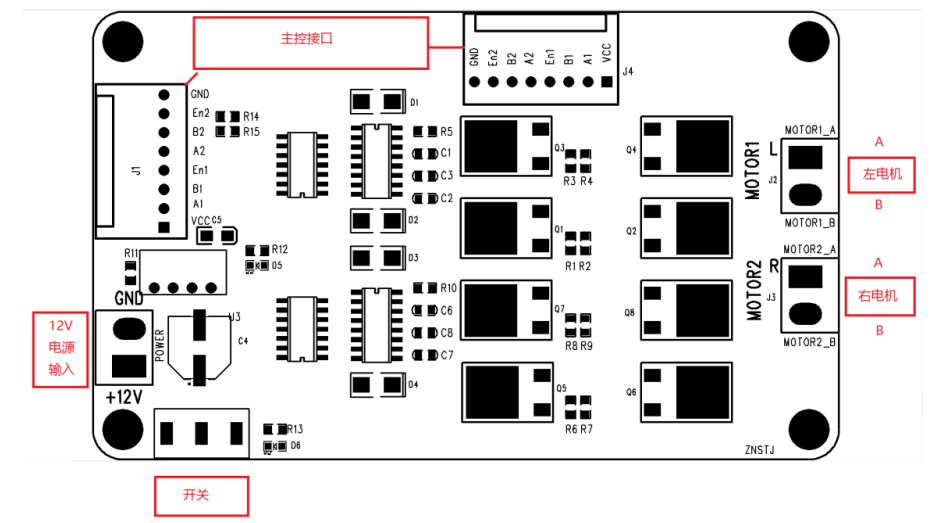 主控接口
GND
En2
B2
A2
En1
B1
A1
VCC
J4
GND
En2
B2
A2
En1
B1
A1
VCC
J1
C5
R14
R15
D1
R5
C1
C3
C2
D2
D3
R12
D5
R11
GND
U3
C4
POWER
+12V
R10
C6
C8
C7
D4
R13
D6
Q3
R3 R4
Q4
Q1
R1 R2
Q2
Q7
R8 R9
Q8
Q5
R6 R7
Q6
MOTOR1
L
J2
MOTOR1_A
MOTOR1_B
MOTOR2
R
J3
MOTOR2_A
MOTOR2_B
ZNSTJ
A
左电机
B
A
右电机
B
12V
电源
输入
开关